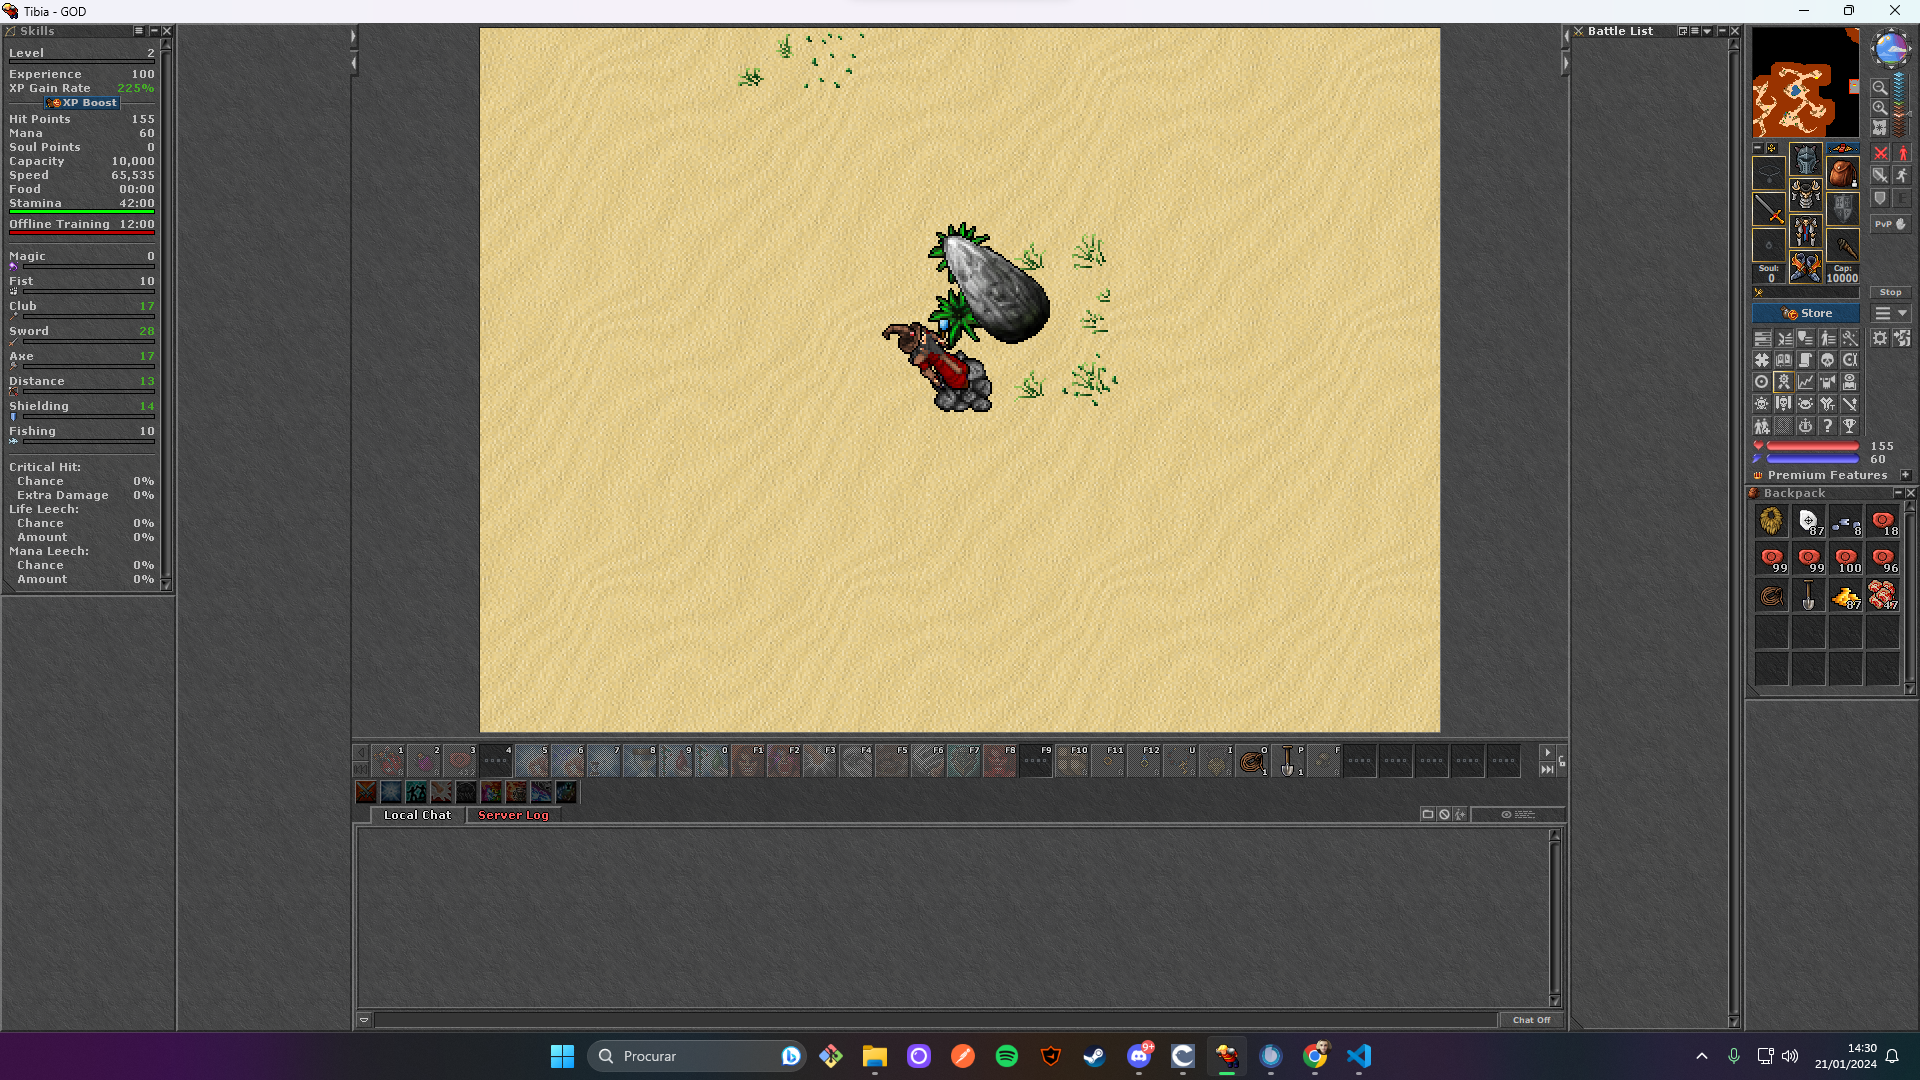 Tibia - GOD
Skills
Level 2
Experience 100
XP Gain Rate 225%
XP Boost
Hit Points 155
Mana 60
Soul Points 0
Capacity 10,000
Speed 65,535
Food 00:00
Stamina 42:00
Offline Training 12:00
Magic 0
Fist 10
Club 17
Sword 28
Axe 17
Distance 13
Shielding 14
Fishing 10
Critical Hit:
Chance 0%
Extra Damage 0%
Life Leech:
Chance 0%
Amount 0%
Mana Leech:
Chance 0%
Amount 0%
Battle List
PvP
Soul: Cap:
0 10000
Stop
Store
155
60
Premium Features
Backpack
87 8 18
99 99 100 96
87 47
1 2 3 4 5 6 7 8 9 0 F1 F2 F3 F4 F5 F6 F7 F8 F9 F10 F11 F12 U I O P F
1 1
Local Chat Server Log
Chat Off
Procurar
9+
14:30
21/01/2024